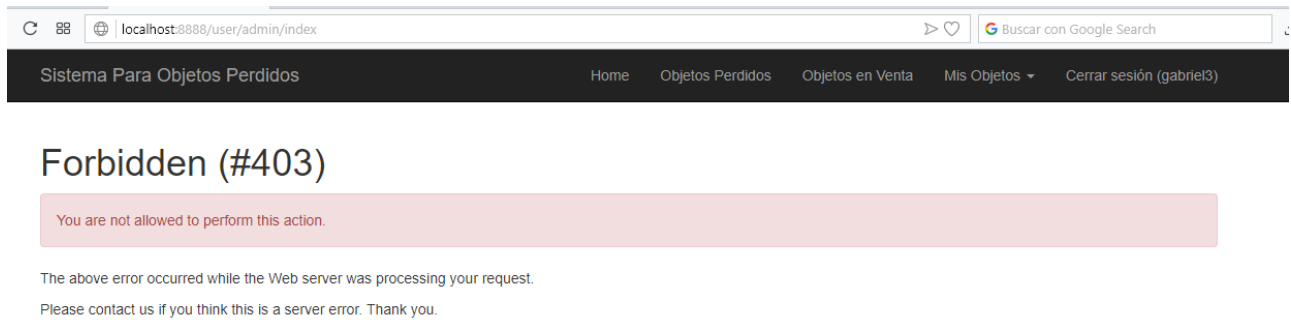 localhost:8888/user/admin/index
Buscar con Google Search
Sistema Para Objetos Perdidos
Home
Objetos Perdidos
Objetos en Venta
Mis Objetos
Cerrar sesión (gabriel3)
Forbidden (#403)
You are not allowed to perform this action.
The above error occurred while the Web server was processing your request.
Please contact us if you think this is a server error. Thank you.